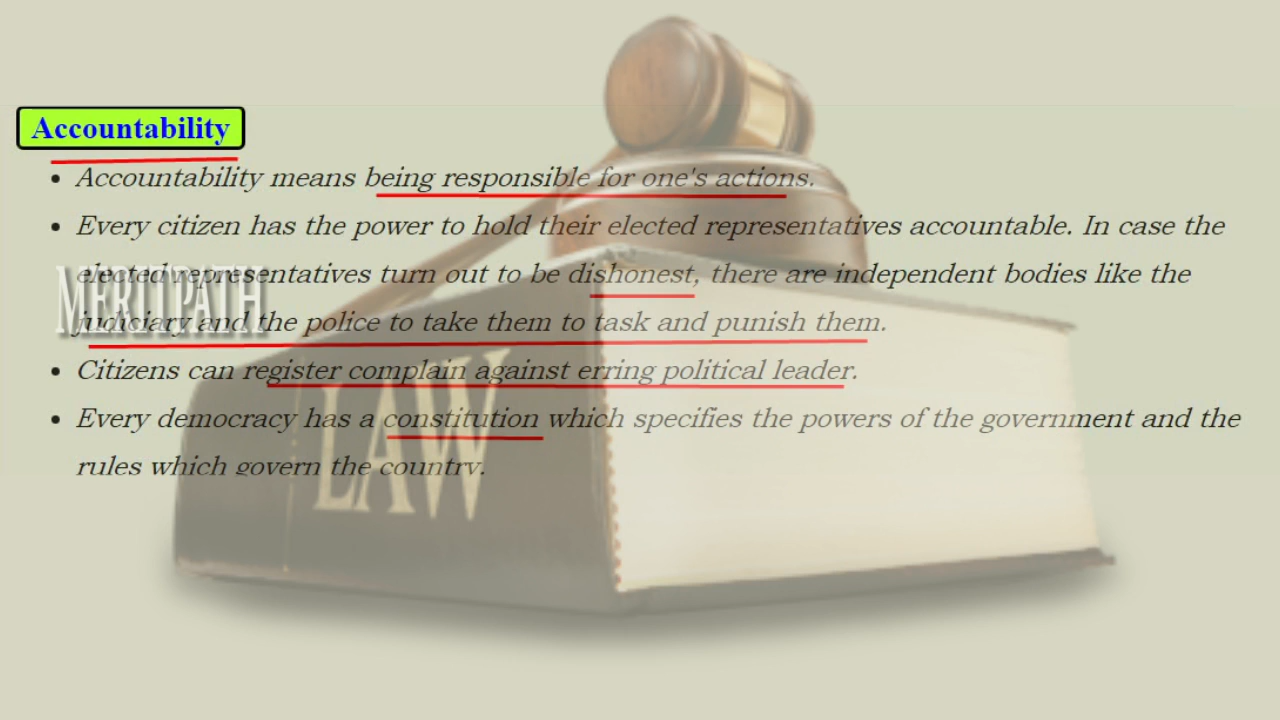 Accountability
Accountability means being responsible for one's actions.
Every citizen has the power to hold their elected representatives accountable. In case the
elected representatives turn out to be dishonest, there are independent bodies like the
MERITPATH
judiciary and the police to take them to task and punish them.
Citizens can register complain against erring political leader.
Every democracy has a constitution which specifies the powers of the government and the
rules which govern the country.
LAW